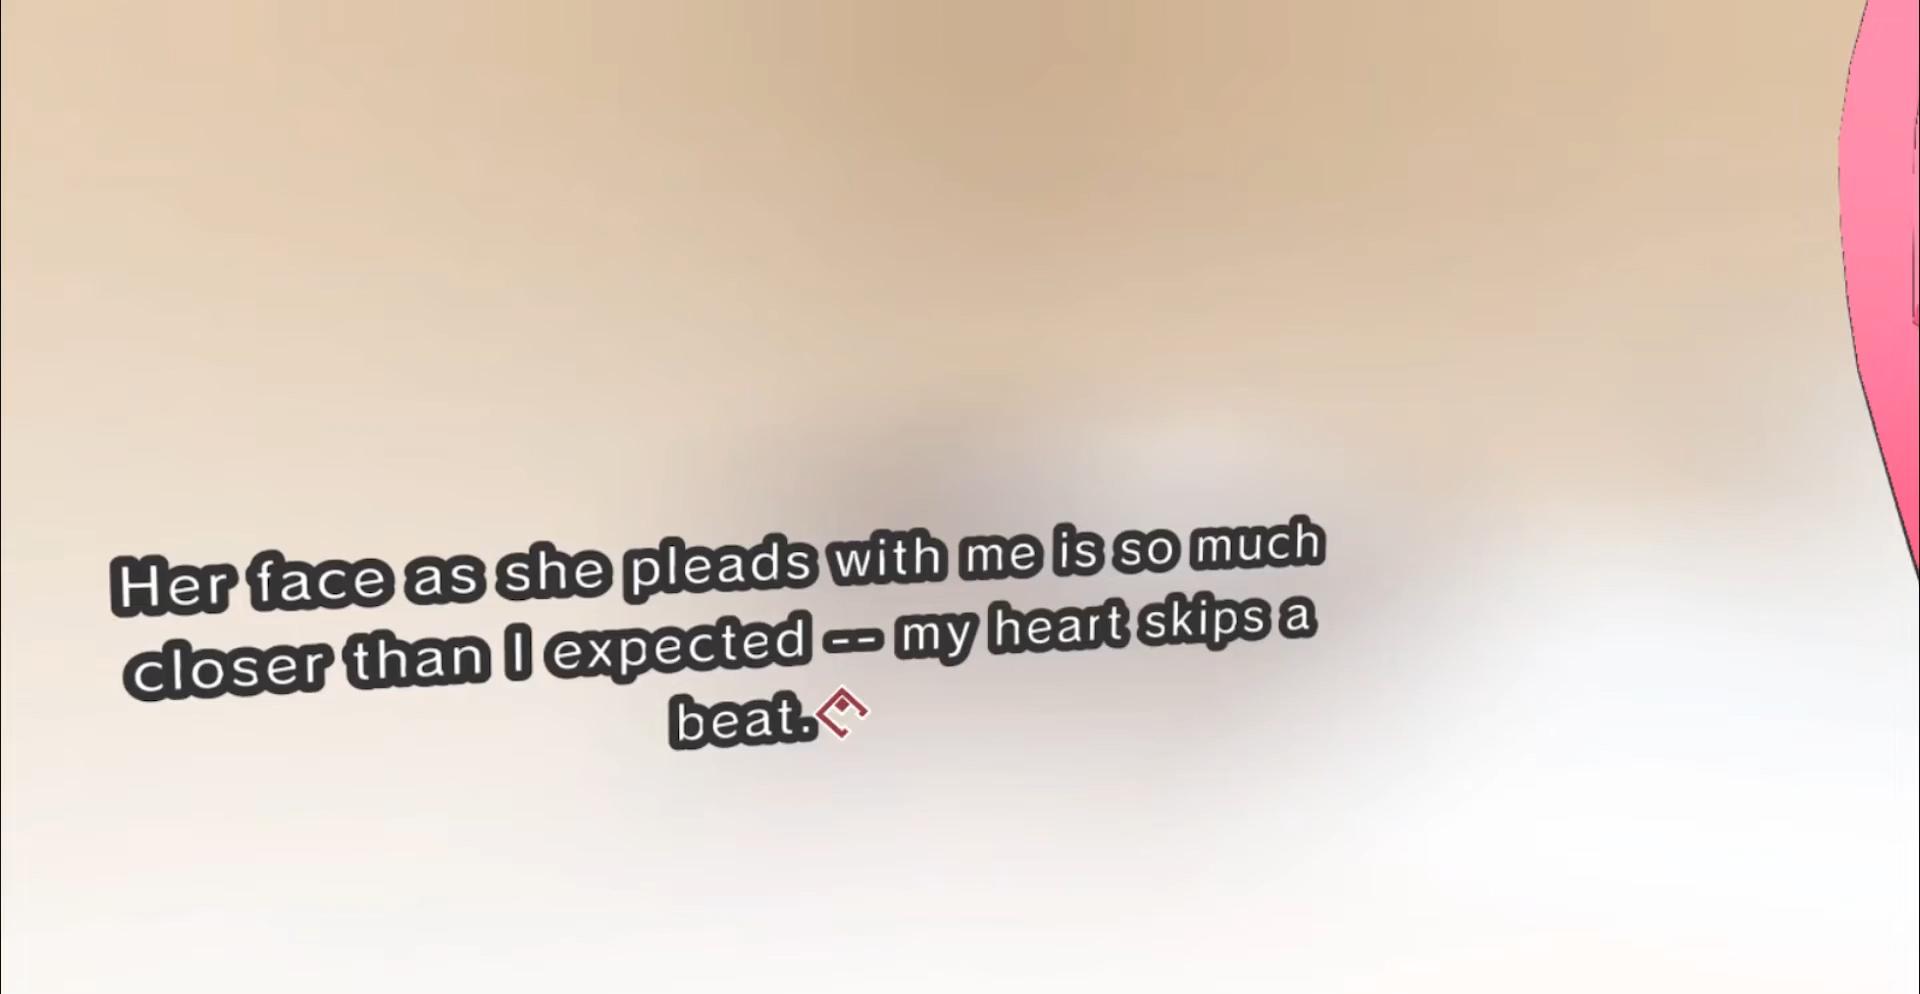 Her face as she pleads with me is so much
closer than I expected -- my heart skips a
beat.